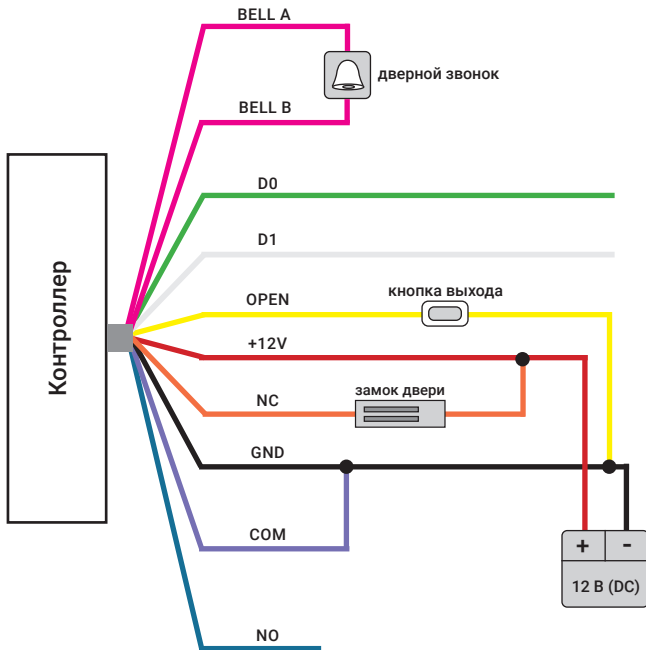 BELL A
дверной звонок
BELL B
D0
D1
кнопка выхода
OPEN
+12V
замок двери
NC
GND
COM
NO
Контроллер
+ -
12 В (DC)